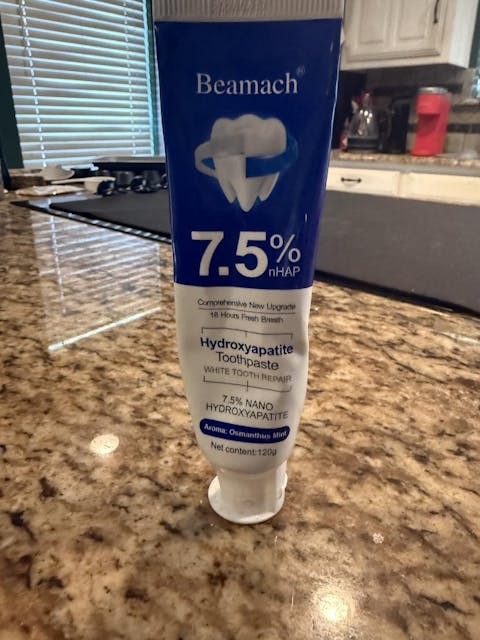 Beamach®
7.5%
nHAP
Comprehensive New Upgrade
18 Hours Fresh Breath
Hydroxyapatite
Toothpaste
WHITE TOOTH REPAIR
7.5% NANO
HYDROXYAPATITE
Aroma: Osmanthus Mint
Net content:120g